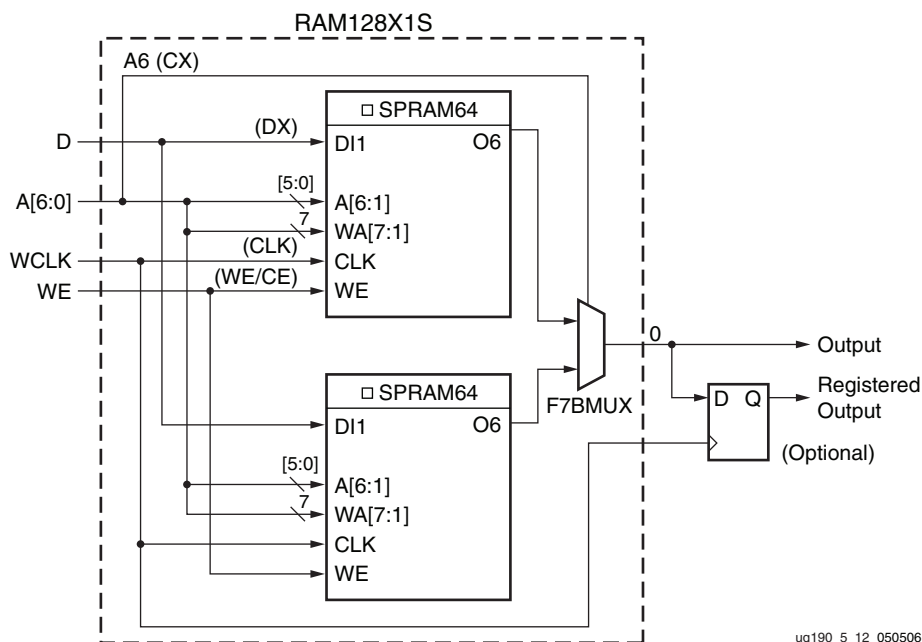 RAM128X1S
A6 (CX)
SPRAM64
D
(DX)
DI1
O6
A[6:0]
[5:0]
A[6:1]
7
WA[7:1]
WCLK
(CLK)
CLK
WE
(WE/CE)
WE
0
Output
F7BMUX
SPRAM64
DI1
O6
[5:0]
A[6:1]
7
WA[7:1]
CLK
WE
D Q
Registered
Output
(Optional)
ug190_5_12_050506